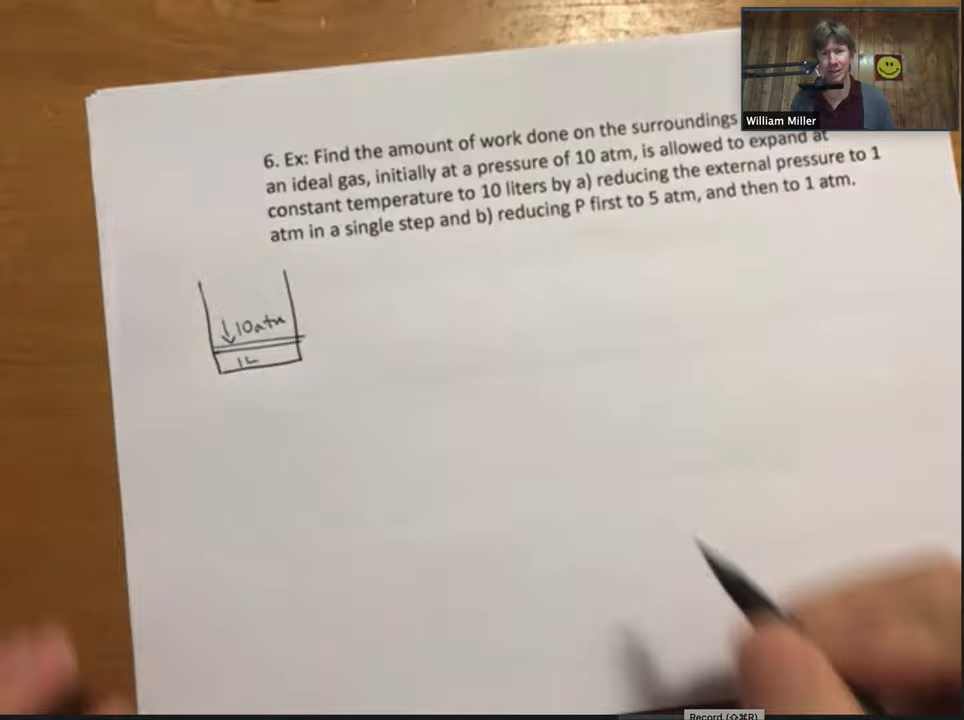 6. Ex: Find the amount of work done on the surroundings
an ideal gas, initially at a pressure of 10 atm, is allowed to expand at
constant temperature to 10 liters by a) reducing the external pressure to 1
atm in a single step and b) reducing P first to 5 atm, and then to 1 atm.
↓10atm
1L
William Miller
Record (⇧⌘R)